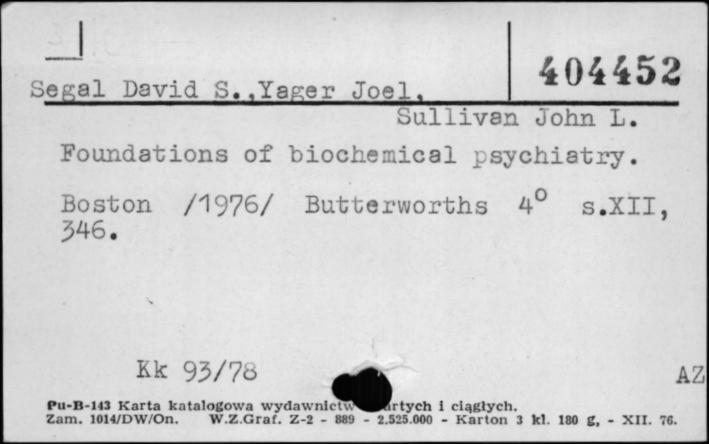 404452
Segal David S.,Yager Joel,
Sullivan John L.
Foundations of biochemical psychiatry.
Boston /1976/ Butterworths 4° s.XII,
346.
Kk 93/78
AZ
Pu-B-143 Karta katalogowa wydawnictw artych i ciągłych.
Zam. 1014/DW/On. W.Z.Graf. Z-2 - 889 - 2.525.000 - Karton 3 kl. 180 g, - XII. 76.